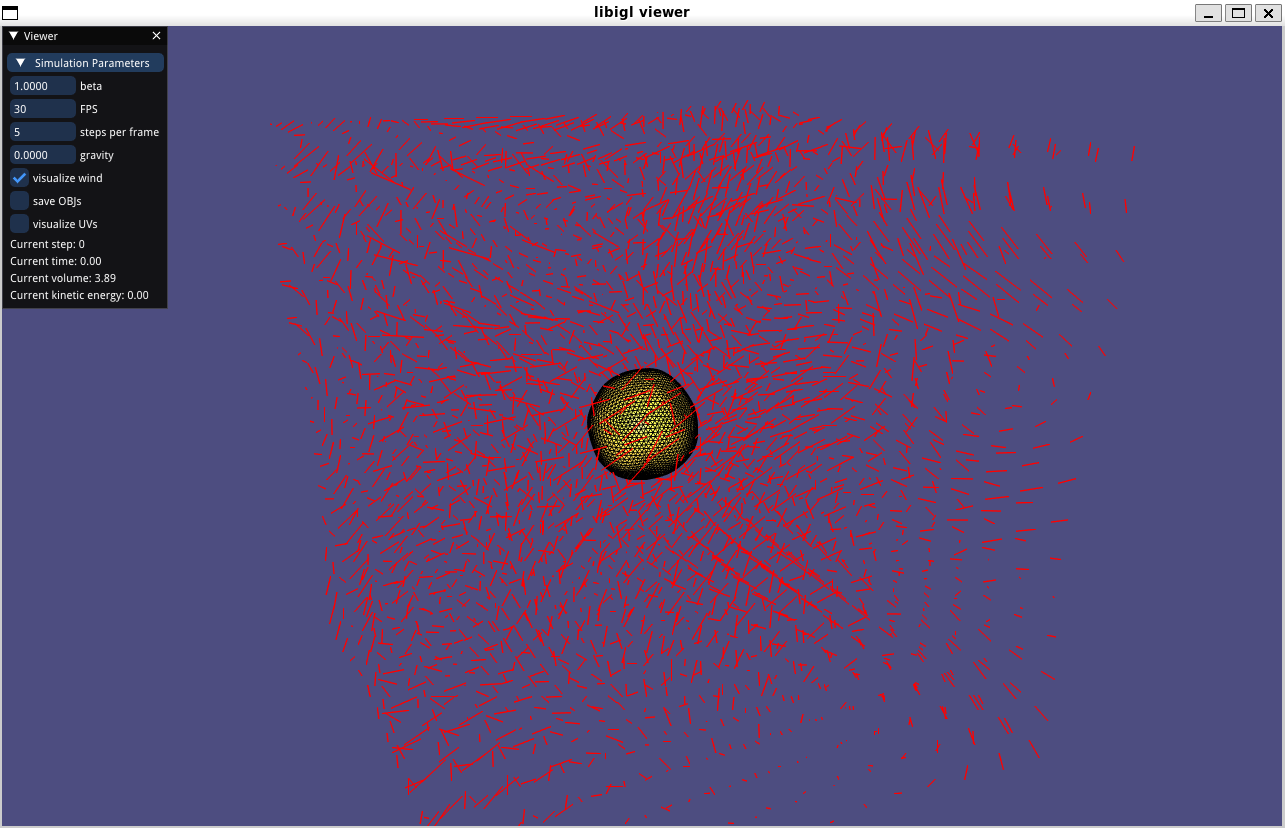 libigl viewer
Viewer
Simulation Parameters
1.0000 beta
30 FPS
5 steps per frame
0.0000 gravity
visualize wind
save OBJs
visualize UVs
Current step: 0
Current time: 0.00
Current volume: 3.89
Current kinetic energy: 0.00